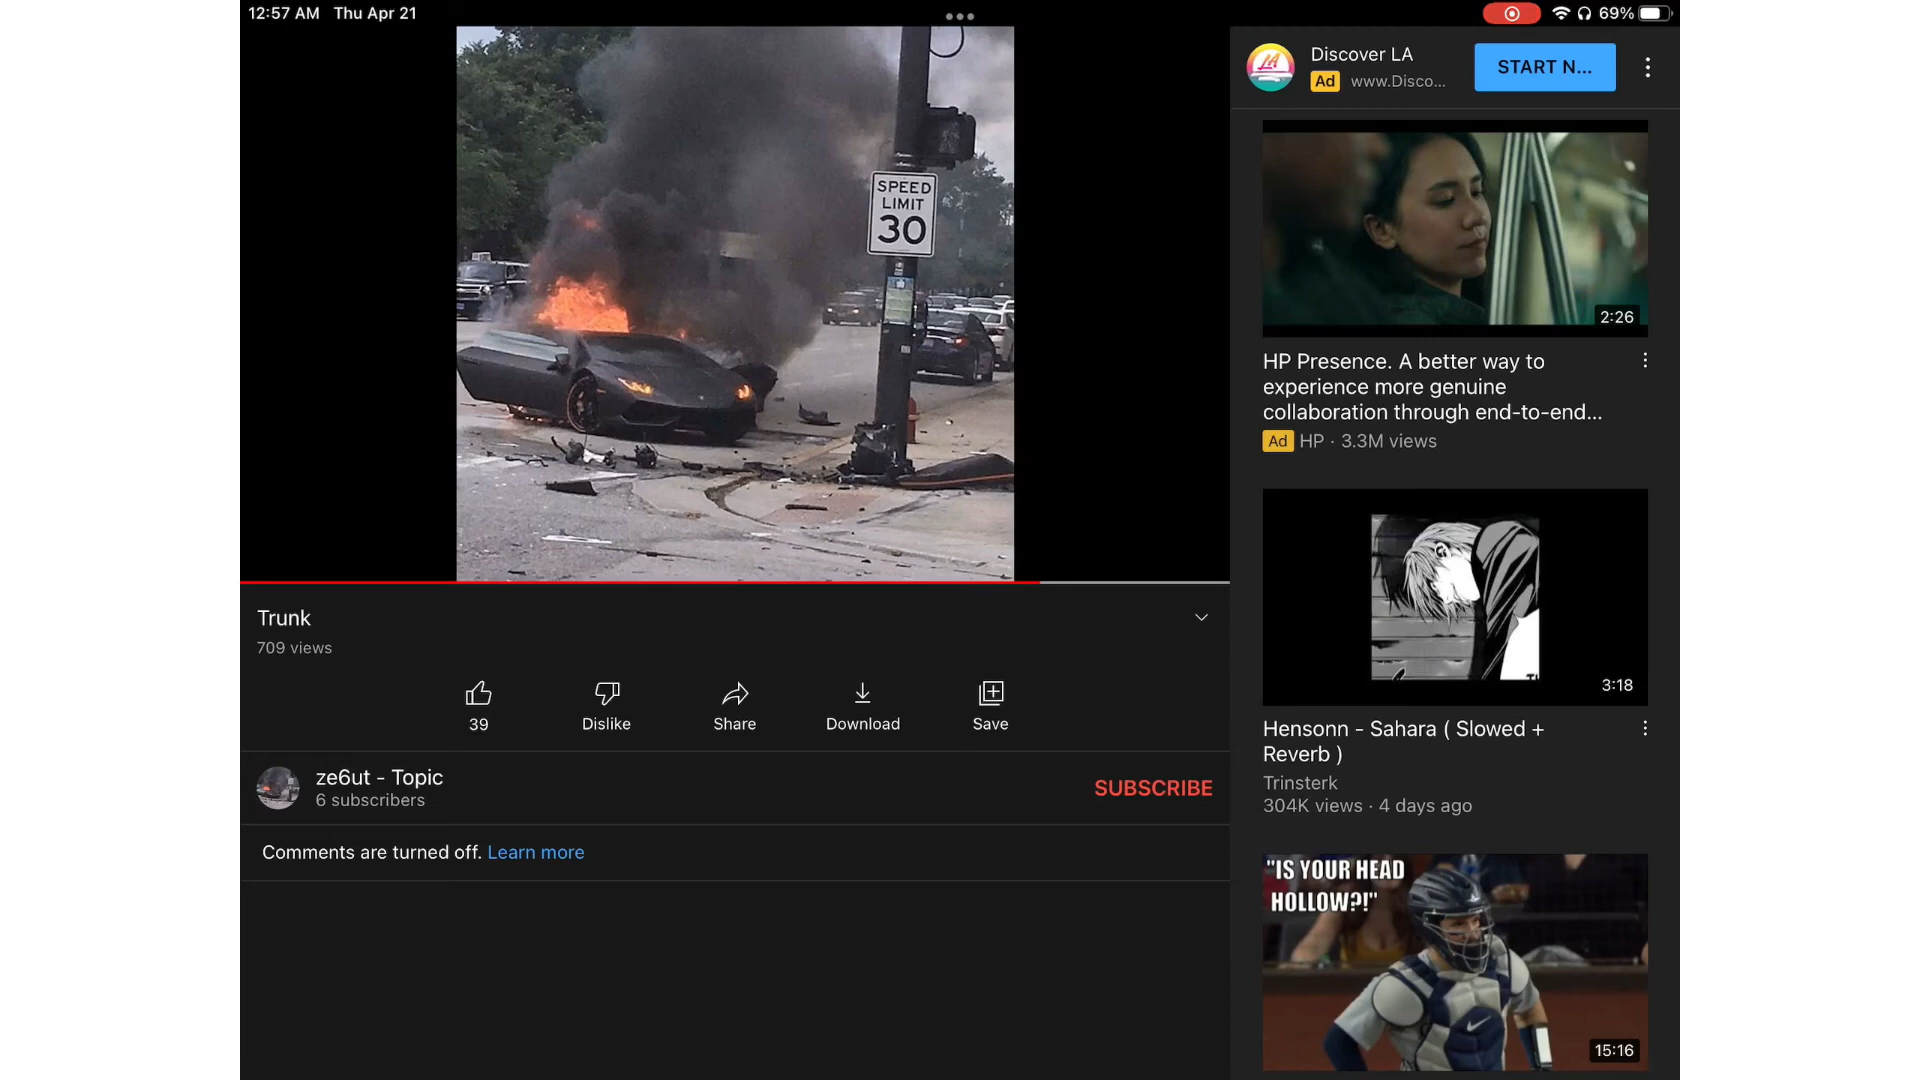 12:57 AM Thu Apr 21
69%
SPEED
LIMIT
30
Trunk
709 views
39
Dislike
Share
Download
Save
ze6ut - Topic
6 subscribers
SUBSCRIBE
Comments are turned off. Learn more
LA
Discover LA
Ad www.Disco...
START N...
2:26
HP Presence. A better way to
experience more genuine
collaboration through end-to-end...
Ad HP · 3.3M views
3:18
Hensonn - Sahara ( Slowed +
Reverb )
Trinsterk
304K views · 4 days ago
"IS YOUR HEAD
HOLLOW?!"
15:16